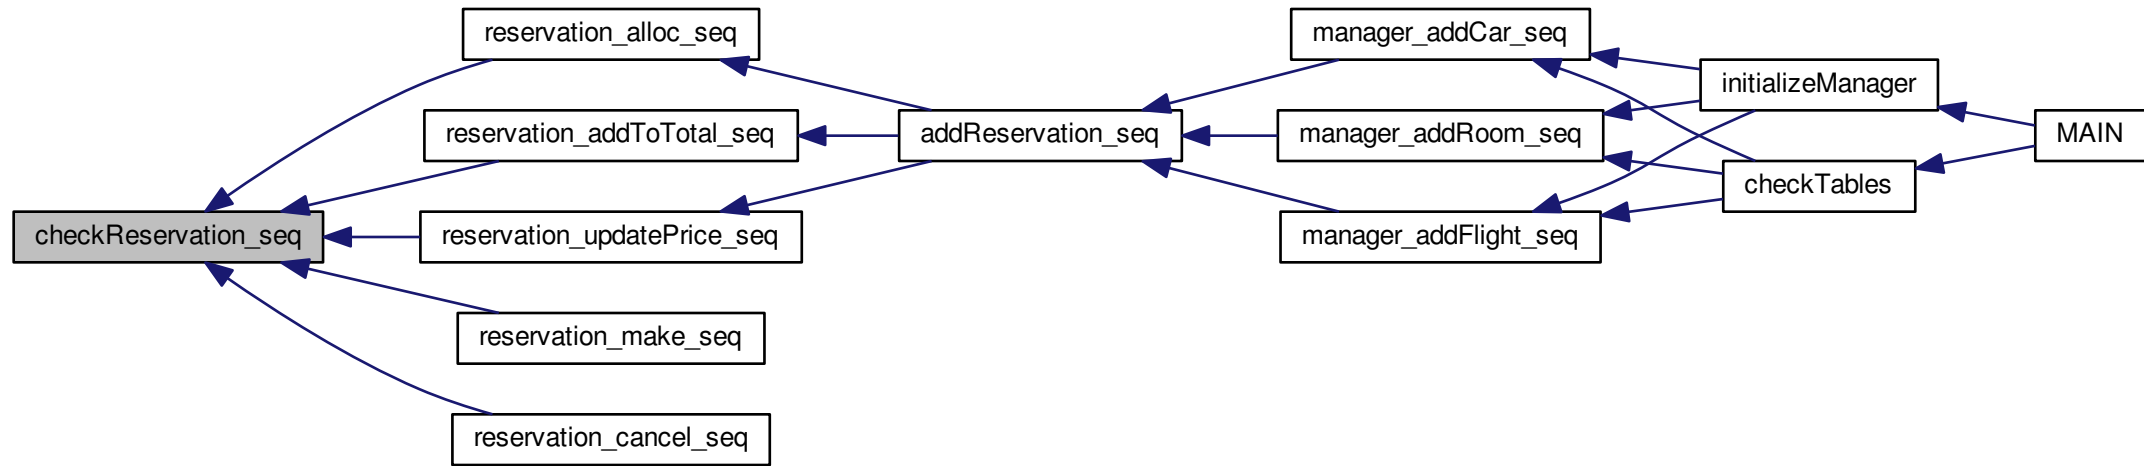 checkReservation_seq
reservation_alloc_seq
reservation_addToTotal_seq
reservation_updatePrice_seq
reservation_make_seq
reservation_cancel_seq
addReservation_seq
manager_addCar_seq
manager_addRoom_seq
manager_addFlight_seq
initializeManager
checkTables
MAIN